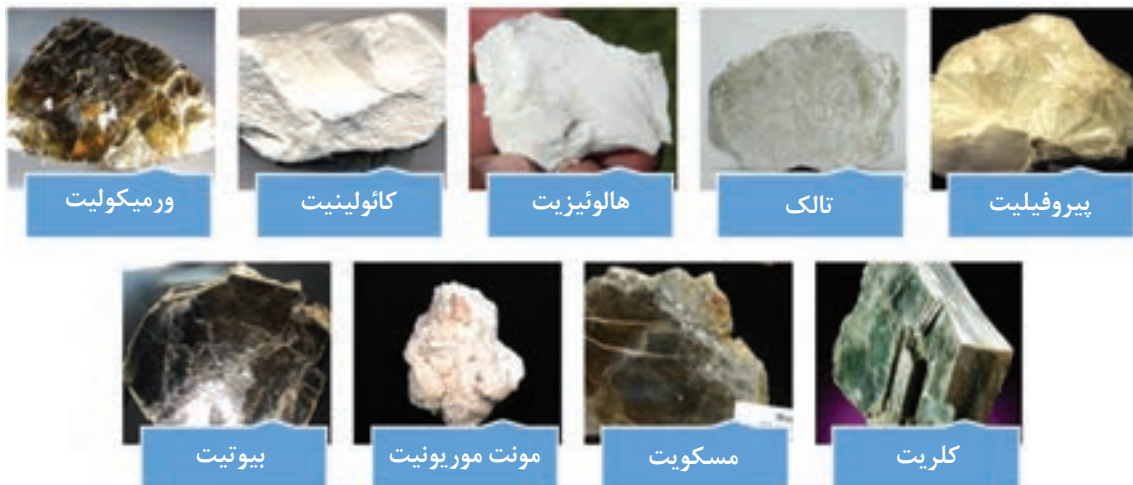 پیروفیلیت
تالک
هالوئیزیت
کائولینیت
ورمیکولیت
کلریت
مسکویت
مونت موریونیت
بیوتیت